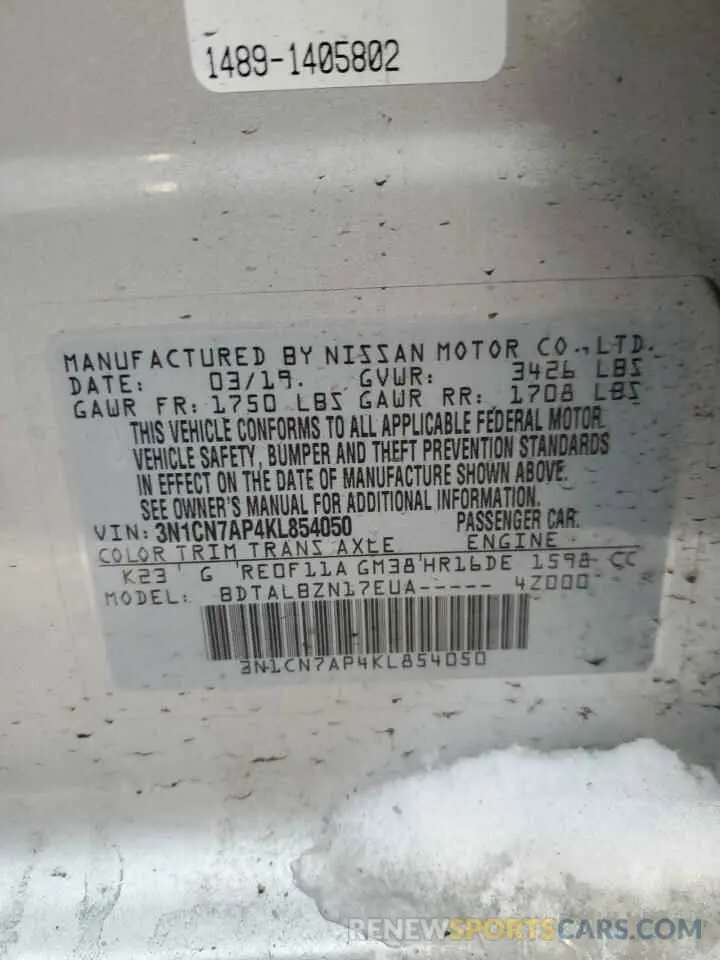 1489-1405802
MANUFACTURED BY NISSAN MOTOR CO.,LTD.
DATE: 03/19. GVWR: 3426 LBS
GAWR FR: 1750 LBS GAWR RR: 1708 LBS
THIS VEHICLE CONFORMS TO ALL APPLICABLE FEDERAL MOTOR
VEHICLE SAFETY, BUMPER AND THEFT PREVENTION STANDARDS
IN EFFECT ON THE DATE OF MANUFACTURE SHOWN ABOVE.
SEE OWNER'S MANUAL FOR ADDITIONAL INFORMATION.
VIN: 3N1CN7AP4KL854050 PASSENGER CAR.
COLOR TRIM TRANS AXLE ENGINE
K23 G RE0F11A GM38 HR16DE 1598 CC
MODEL: BDTALBZN17EUA----- 4Z000
3N1CN7AP4KL854050
RENEWSPORTSCARS.COM